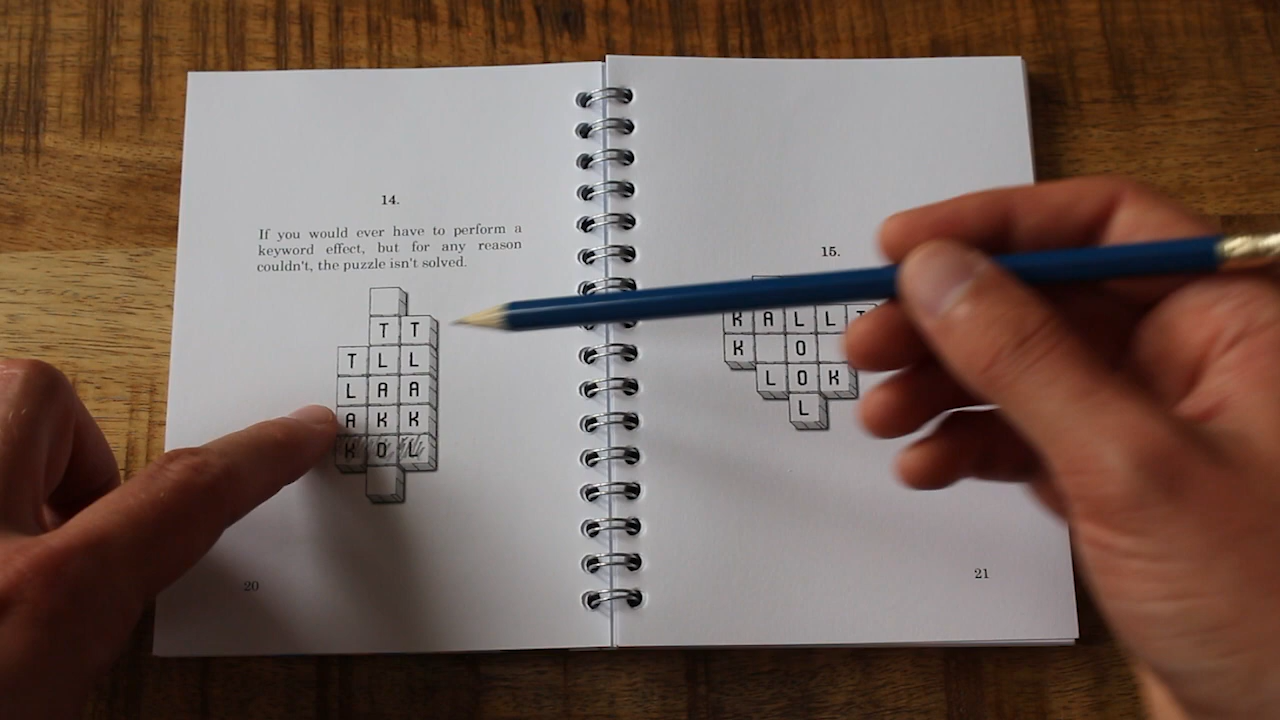 14.
If you would ever have to perform a
keyword effect, but for any reason
couldn't, the puzzle isn't solved.
T T
T L L
L A A
A K K
K O L
20
15.
K A L L T
K O
L O K
L
21